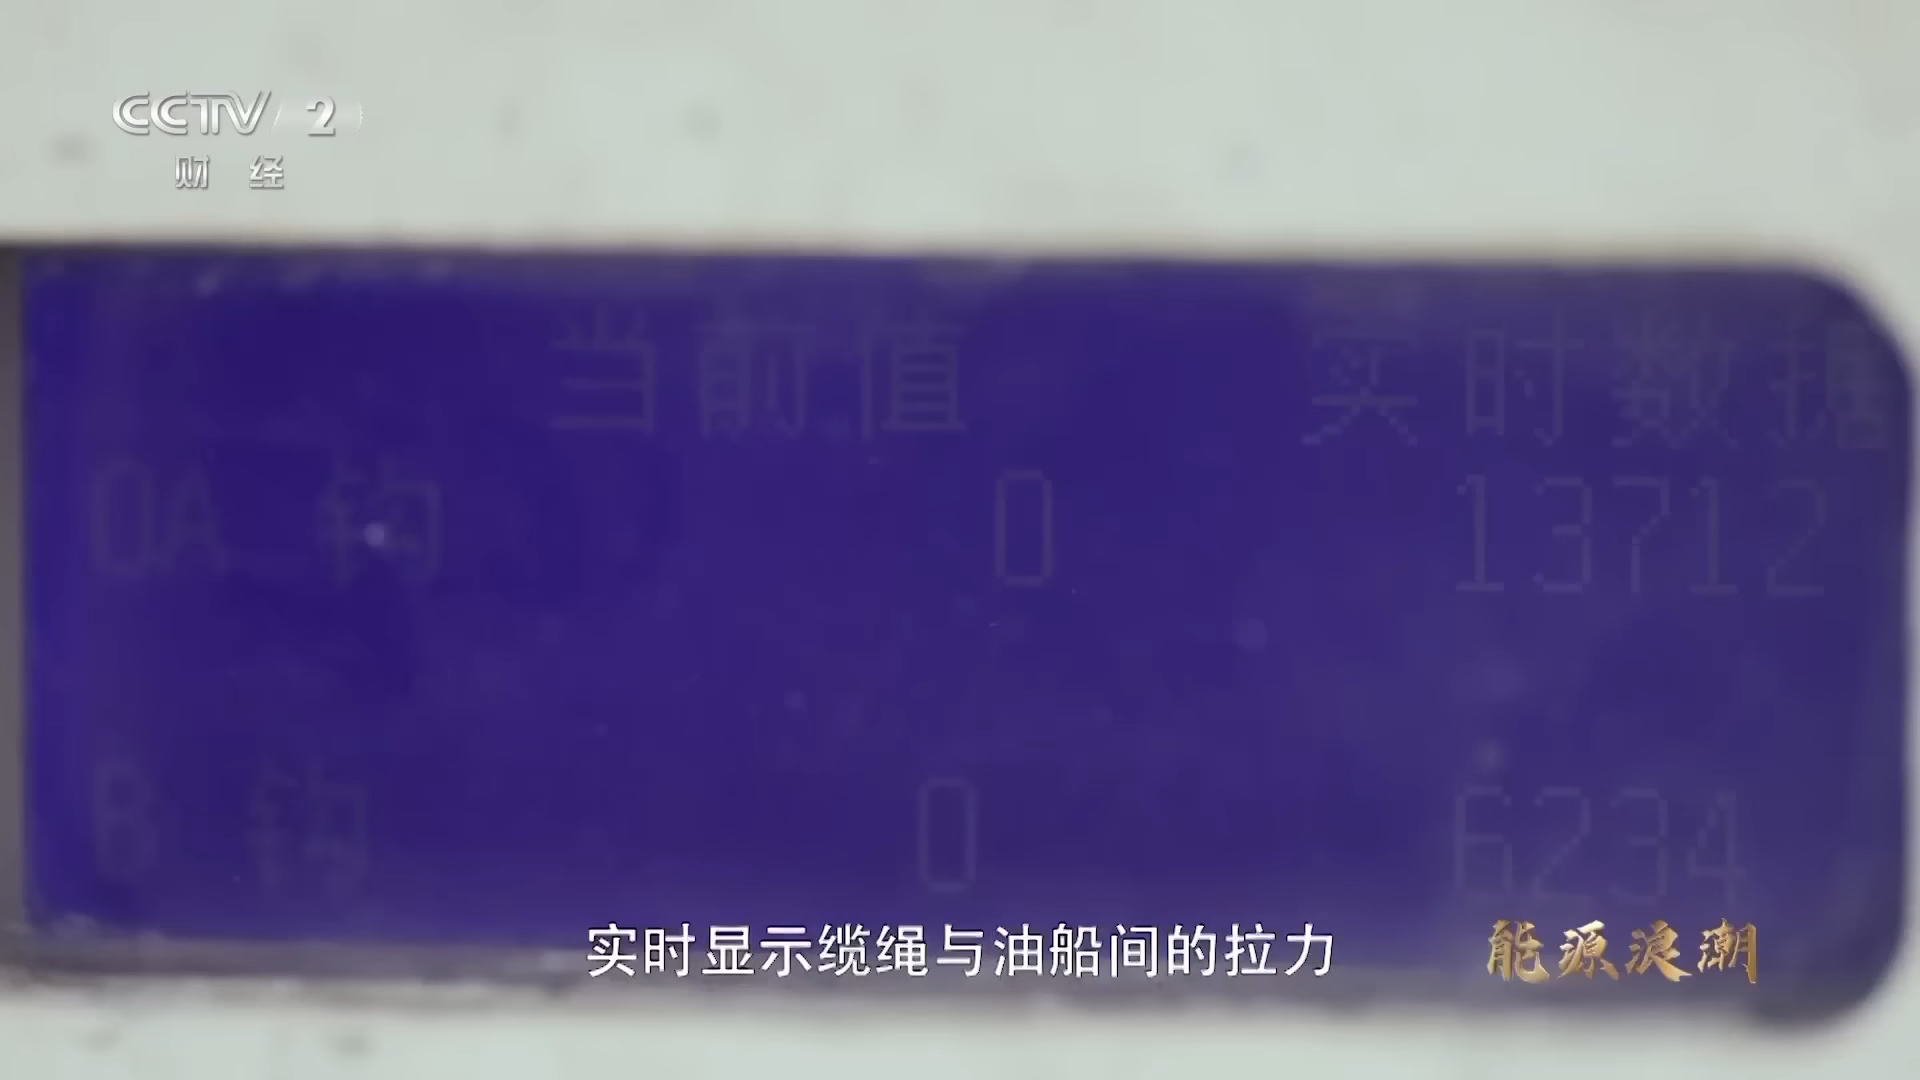 CCTV 2
财 经
当前值 实时数据
0A 钩 0 13712
B 钩 0 6234
实时显示缆绳与油船间的拉力
能源浪潮